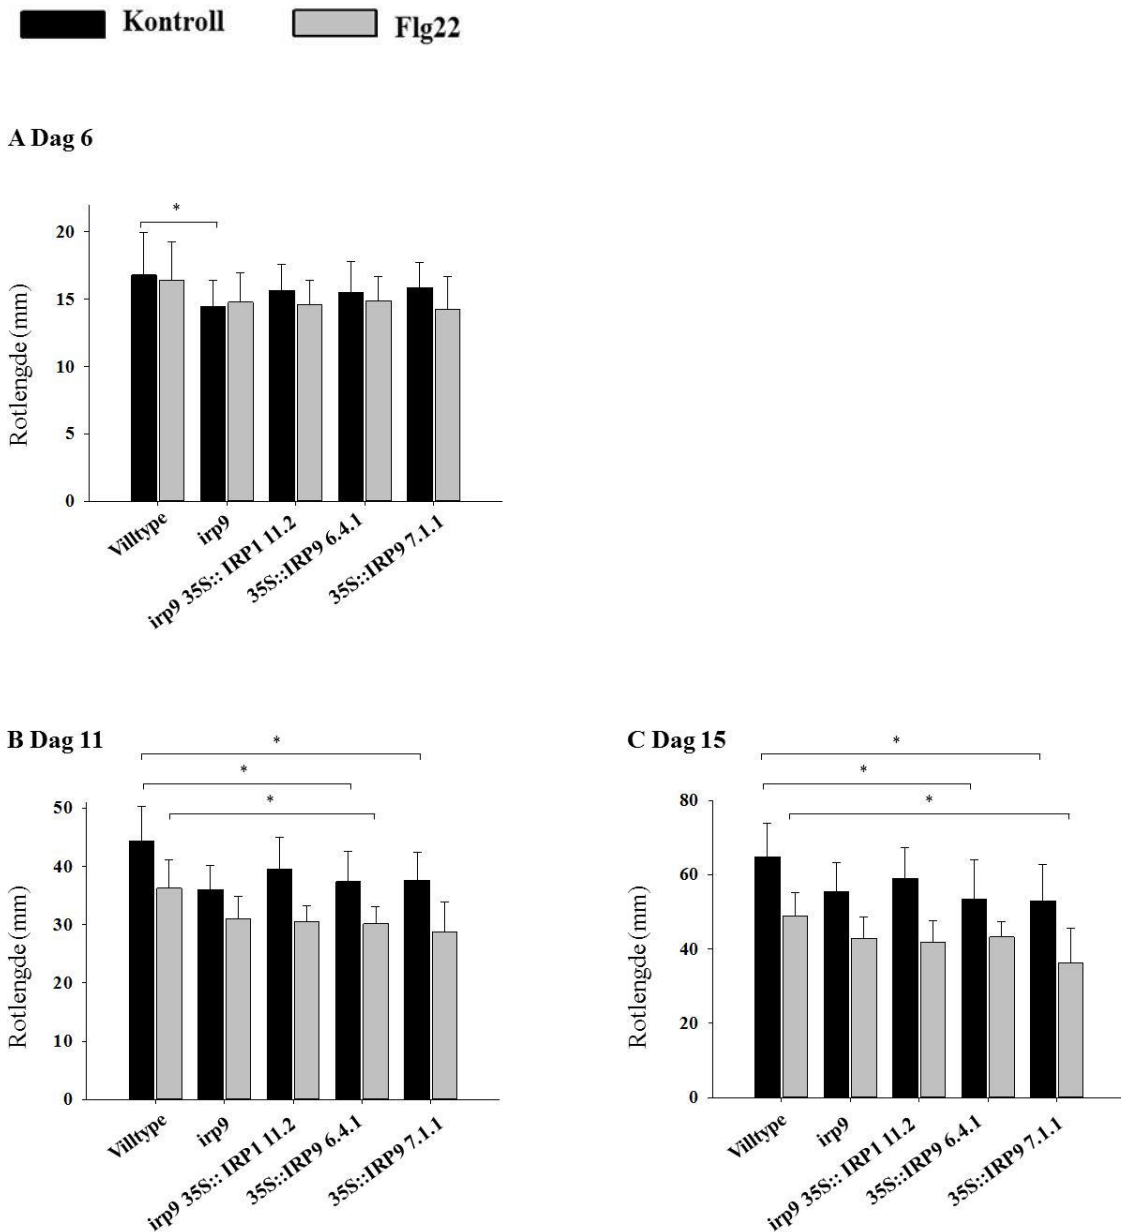 Kontroll
Flg22
A Dag 6
*
Rotlengde (mm)
20
15
10
5
0
Villtype
irp9
irp9 35S:: IRP1 11.2
35S::IRP9 6.4.1
35S::IRP9 7.1.1
B Dag 11
*
*
*
Rotlengde (mm)
50
40
30
20
10
0
Villtype
irp9
irp9 35S:: IRP1 11.2
35S::IRP9 6.4.1
35S::IRP9 7.1.1
C Dag 15
*
*
*
Rotlengde (mm)
80
60
40
20
0
Villtype
irp9
irp9 35S:: IRP1 11.2
35S::IRP9 6.4.1
35S::IRP9 7.1.1